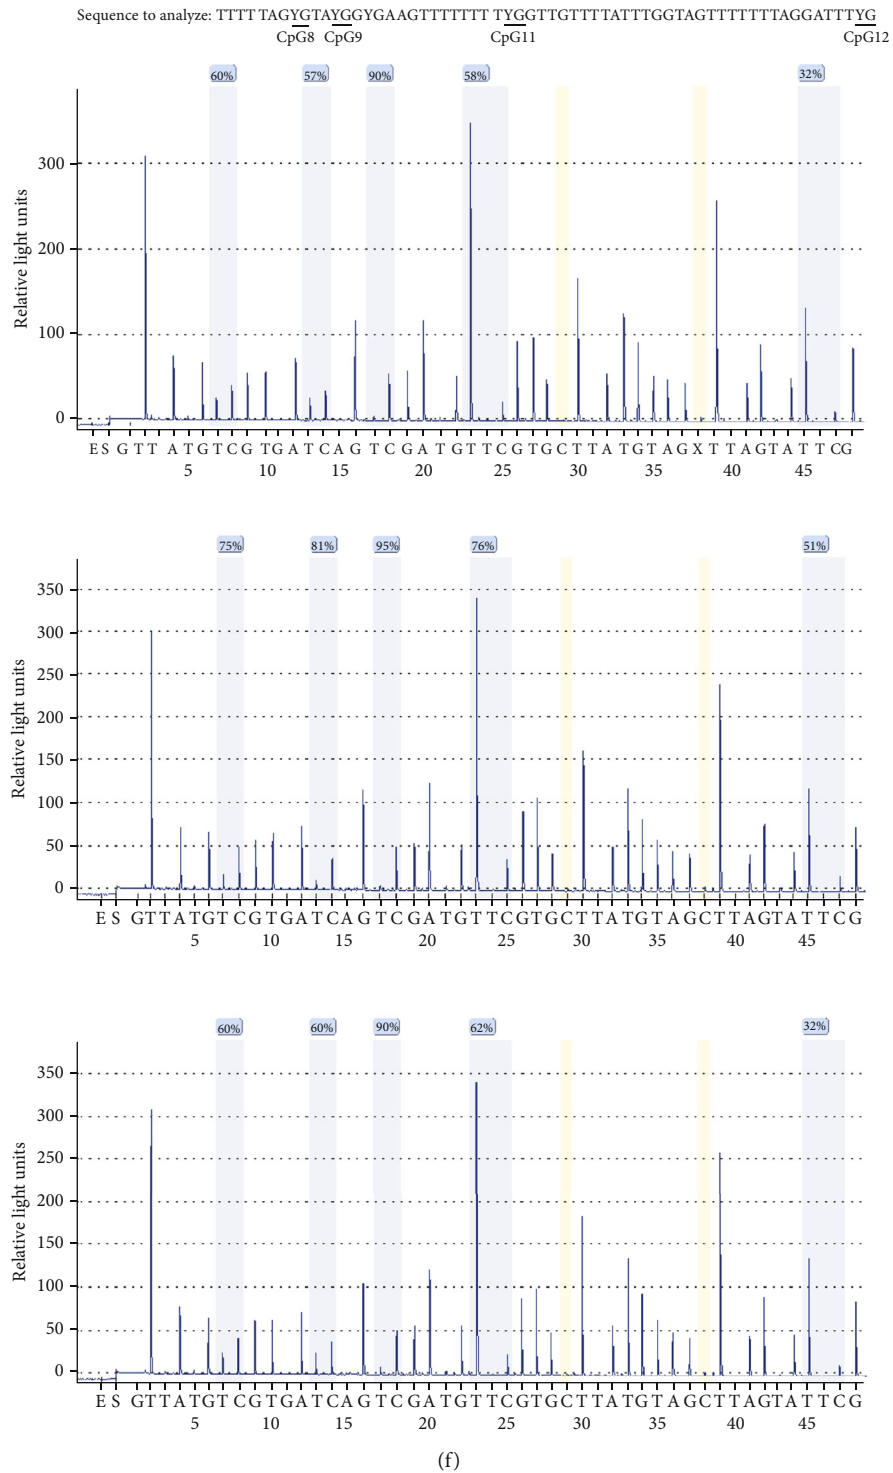 Sequence to analyze: TTTT TAGYGTAYGGYGAAGTTTTTTT TYGGTTGTTTTATTTGGTAGTTTTTTTAGGATTTYG
CpG8 CpG9 CpG11 CpG12
60% 57% 90% 58% 32%
Relative light units
300
200
100
0
E S G T T A T G T C G T G A T C A G T C G A T G T T C G T G C T T A T G T A G X T T A G T A T T C G
5 10 15 20 25 30 35 40 45
75% 81% 95% 76% 51%
Relative light units
350
300
250
200
150
100
50
0
E S G T T A T G T C G T G A T C A G T C G A T G T T C G T G C T T A T G T A G C T T A G T A T T C G
5 10 15 20 25 30 35 40 45
60% 60% 90% 62% 32%
Relative light units
350
300
250
200
150
100
50
0
E S G T T A T G T C G T G A T C A G T C G A T G T T C G T G C T T A T G T A G C T T A G T A T T C G
5 10 15 20 25 30 35 40 45
(f)